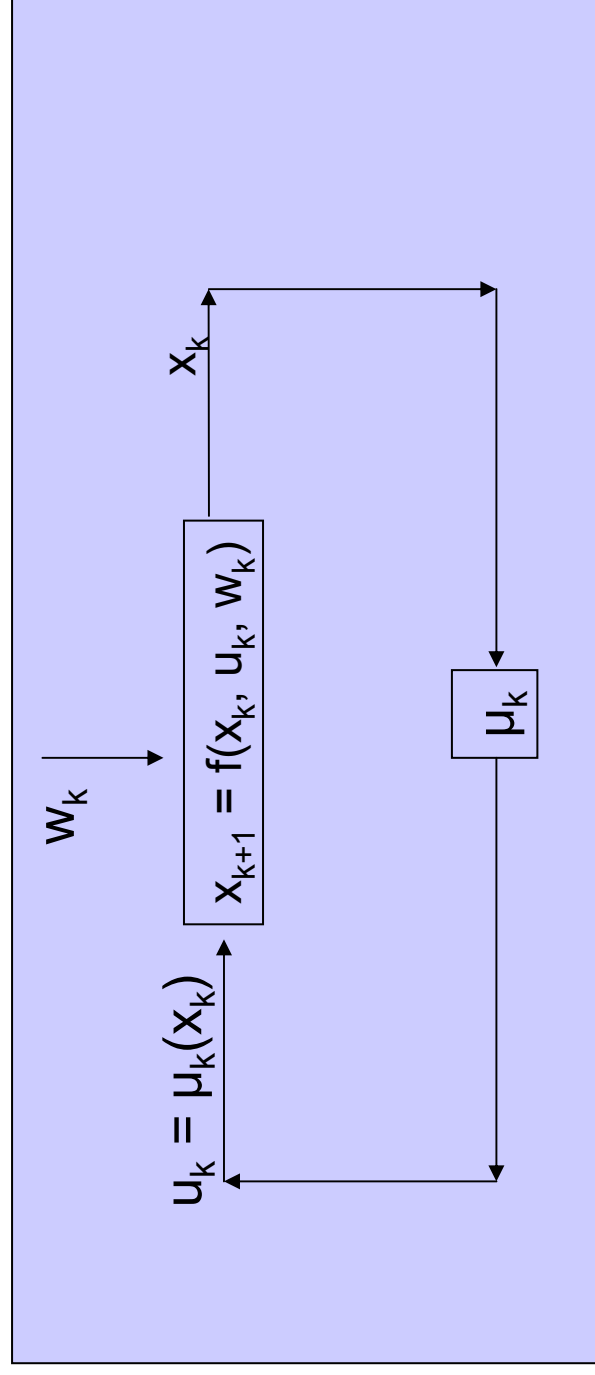 wₖ
uₖ = μₖ(xₖ)
xₖ₊₁ = f(xₖ, uₖ, wₖ)
xₖ
μₖ